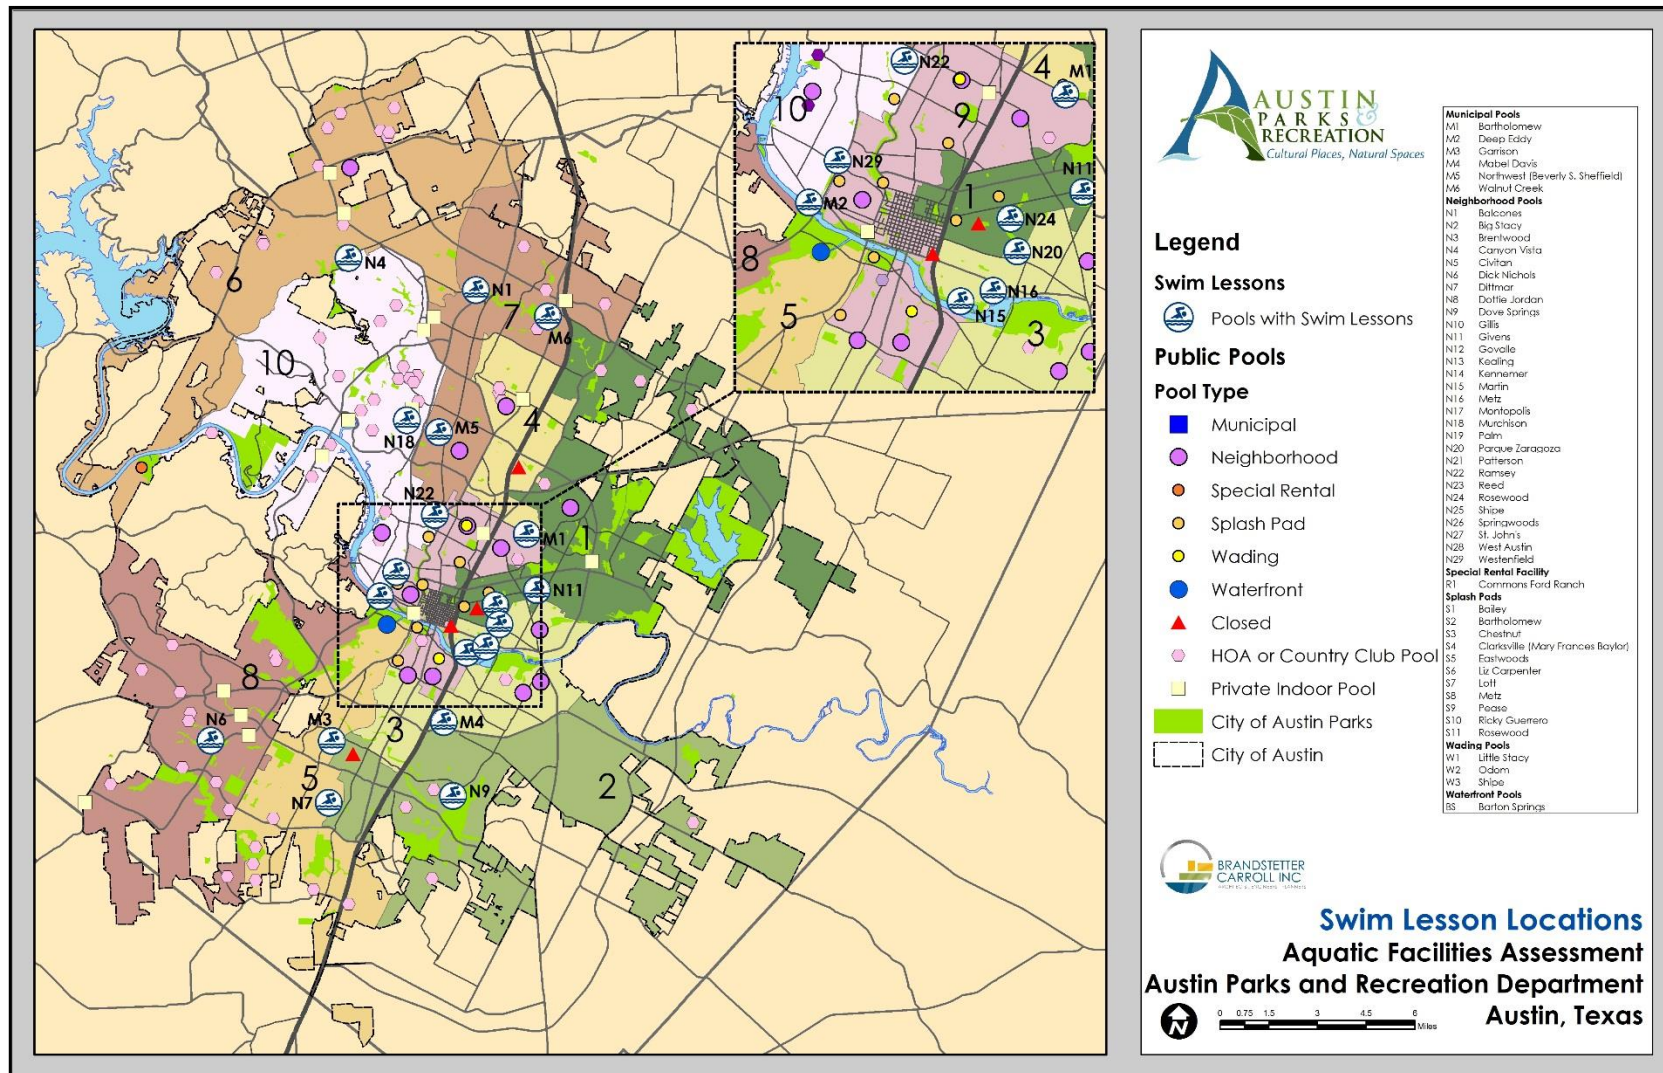 6
N4
N1
7
M6
10
N18
M5
4
N22
M1
1
N11
8
N6
M3
3
M4
5
N7
N9
2
N22
4
M1
10
9
N29
N11
M2
1
N24
N20
8
N16
N15
5
3
AUSTIN
PARKS &
RECREATION
Cultural Places, Natural Spaces
Legend
Swim Lessons
Pools with Swim Lessons
Public Pools
Pool Type
Municipal
Neighborhood
Special Rental
Splash Pad
Wading
Waterfront
Closed
HOA or Country Club Pool
Private Indoor Pool
City of Austin Parks
City of Austin
Municipal Pools
M1 Bartholomew
M2 Deep Eddy
M3 Garrison
M4 Mabel Davis
M5 Northwest (Beverly S. Sheffield)
M6 Walnut Creek
Neighborhood Pools
N1 Balcones
N2 Big Stacy
N3 Brentwood
N4 Canyon Vista
N5 Civitan
N6 Dick Nichols
N7 Dittmar
N8 Dottie Jordan
N9 Dove Springs
N10 Gillis
N11 Givens
N12 Govalle
N13 Kealing
N14 Kennemer
N15 Martin
N16 Metz
N17 Montopolis
N18 Murchison
N19 Palm
N20 Parque Zaragoza
N21 Patterson
N22 Ramsey
N23 Reed
N24 Rosewood
N25 Shipe
N26 Springwoods
N27 St. John's
N28 West Austin
N29 Westenfield
Special Rental Facility
R1 Commons Ford Ranch
Splash Pads
S1 Bailey
S2 Bartholomew
S3 Chestnut
S4 Clarksville (Mary Frances Baylor)
S5 Eastwoods
S6 Liz Carpenter
S7 Lott
S8 Metz
S9 Pease
S10 Ricky Guerrero
S11 Rosewood
Wading Pools
W1 Little Stacy
W2 Odom
W3 Shipe
Waterfront Pools
BS Barton Springs
BRANDSTETTER
CARROLL INC
Swim Lesson Locations
Aquatic Facilities Assessment
Austin Parks and Recreation Department
Austin, Texas
N
0 0.75 1.5 3 4.5 6
Miles